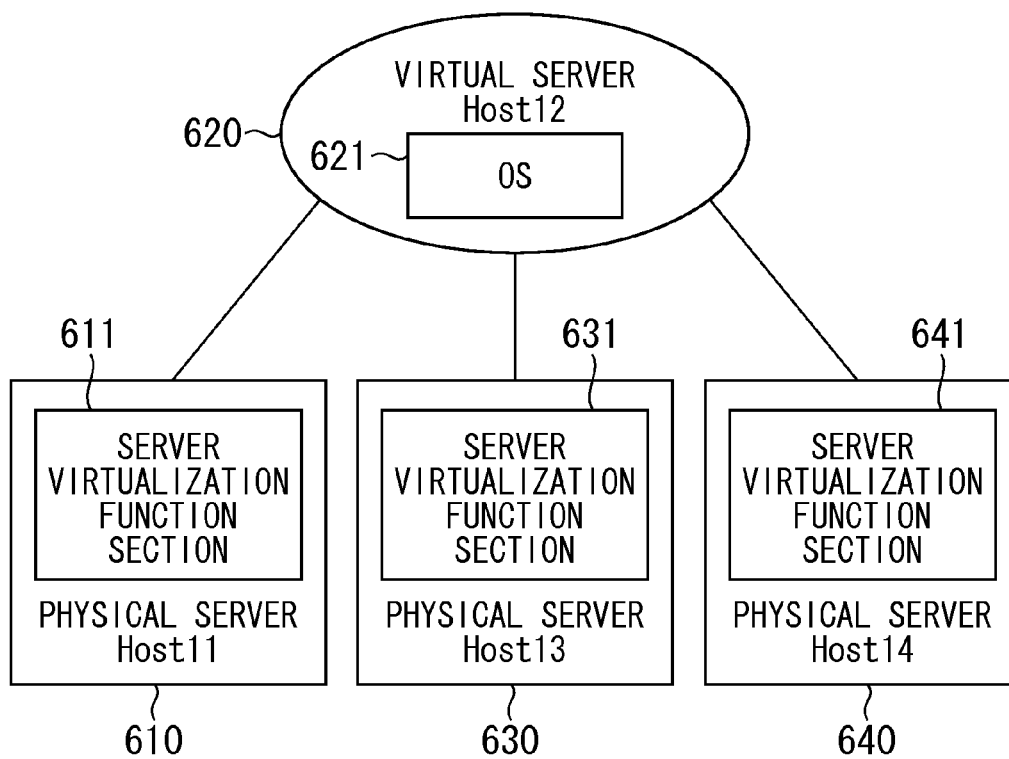 VIRTUAL SERVER
Host12
620
621
OS
611
631
641
SERVER
VIRTUALIZATION
FUNCTION
SECTION
PHYSICAL SERVER
Host11
SERVER
VIRTUALIZATION
FUNCTION
SECTION
PHYSICAL SERVER
Host13
SERVER
VIRTUALIZATION
FUNCTION
SECTION
PHYSICAL SERVER
Host14
610
630
640